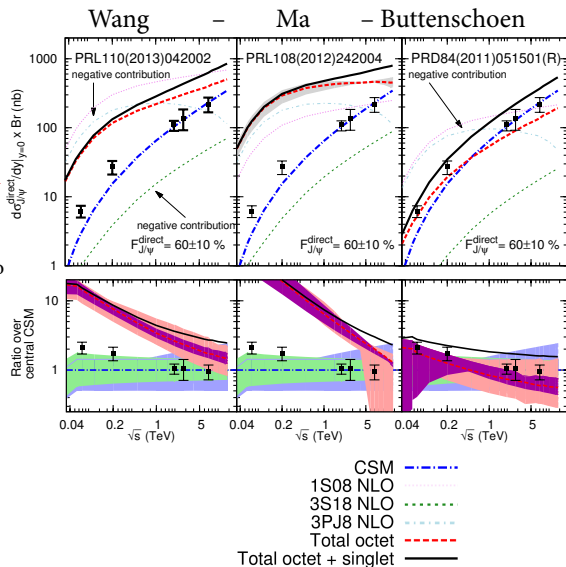 Wang – Ma – Buttenschoen
PRL110(2013)042002 PRL108(2012)242004 PRD84(2011)051501(R)
negative contribution negative contribution
negative contribution
F^direct_J/ψ = 60±10 % F^direct_J/ψ = 60±10 % F^direct_J/ψ = 60±10 %
dσ^direct_J/ψ/dy|y=0 x Br (nb)
1000
100
10
1
Ratio over
central CSM
10
1
0.04 0.2 1 5 0.04 0.2 1 5 0.04 0.2 1 5
√s (TeV) √s (TeV) √s (TeV)
CSM
1S08 NLO
3S18 NLO
3PJ8 NLO
Total octet
Total octet + singlet